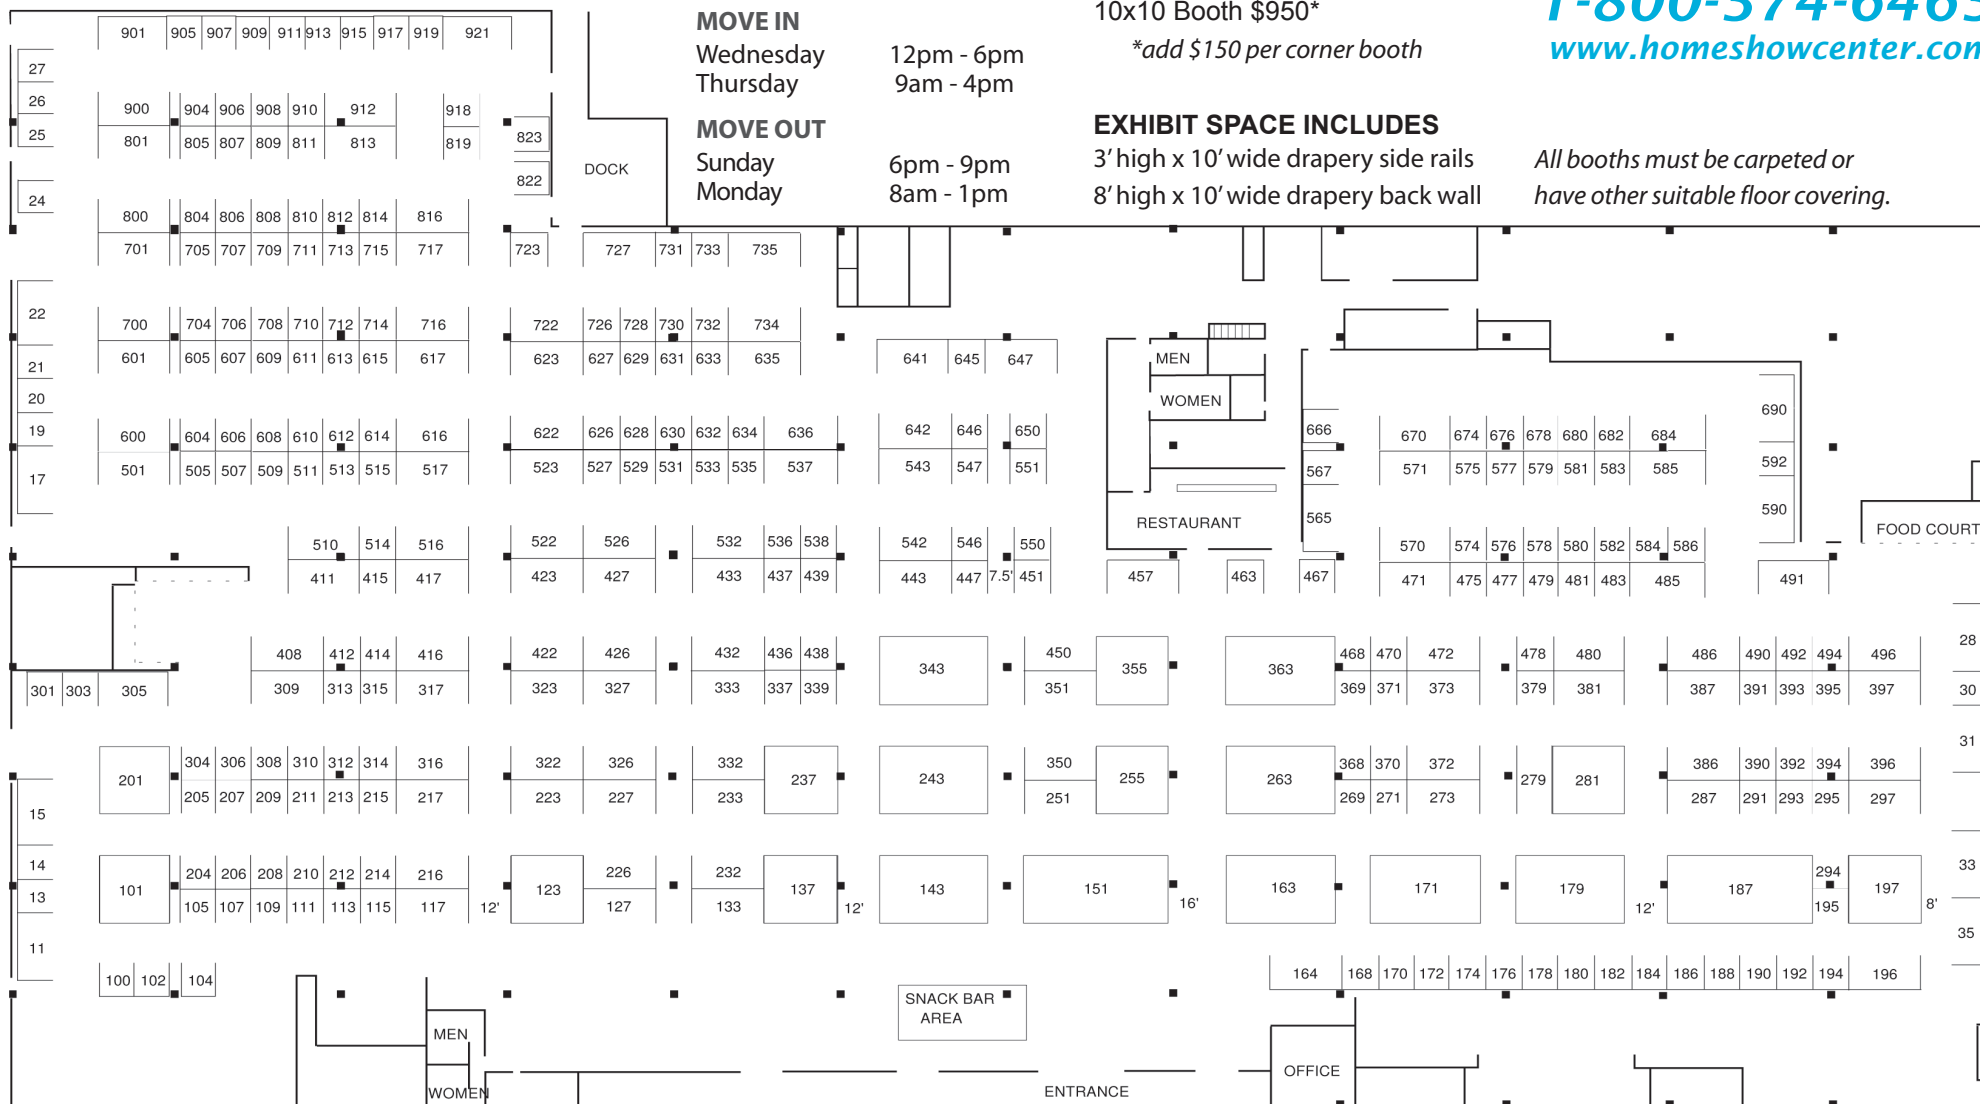 MOVE IN
Wednesday 12pm - 6pm
Thursday 9am - 4pm
MOVE OUT
Sunday 6pm - 9pm
Monday 8am - 1pm
10x10 Booth $950*
*add $150 per corner booth
EXHIBIT SPACE INCLUDES
3’ high x 10’ wide drapery side rails
8’ high x 10’ wide drapery back wall
www.homeshowcenter.com
All booths must be carpeted or
have other suitable floor covering.
901 905 907 909 911 913 915 917 919 921
27
26
25
24
22
21
20
19
17
15
14
13
11
900 904 906 908 910 912 918
801 805 807 809 811 813 819
823
822
DOCK
800 804 806 808 810 812 814 816
701 705 707 709 711 713 715 717 723 727 731 733 735
700 704 706 708 710 712 714 716 722 726 728 730 732 734
601 605 607 609 611 613 615 617 623 627 629 631 633 635 641 645 647
MEN
WOMEN
RESTAURANT
600 604 606 608 610 612 614 616 622 626 628 630 632 634 636 642 646 650
501 505 507 509 511 513 515 517 523 527 529 531 533 535 537 543 547 551
666
567
565
670 674 676 678 680 682 684
571 575 577 579 581 583 585
690
592
590
FOOD COURT
510 514 516 522 526 532 536 538 542 546 550 570 574 576 578 580 582 584 586
411 415 417 423 427 433 437 439 443 447 7.5' 451 457 463 467 471 475 477 479 481 483 485 491
408 412 414 416 422 426 432 436 438 343 450 355 363 468 470 472 478 480 486 490 492 494 496
301 303 305 309 313 315 317 323 327 333 337 339 351 369 371 373 379 381 387 391 393 395 397
28
30
31
33
35
201 304 306 308 310 312 314 316 322 326 332 237 243 350 255 263 368 370 372 279 281 386 390 392 394 396
205 207 209 211 213 215 217 223 227 233 251 269 271 273 287 291 293 295 297
101 204 206 208 210 212 214 216 123 226 232 137 143 151 163 171 179 187 294 197
105 107 109 111 113 115 117 12' 127 133 12' 16' 12' 195 8'
100 102 104
164 168 170 172 174 176 178 180 182 184 186 188 190 192 194 196
SNACK BAR
AREA
MEN
WOMEN
ENTRANCE
OFFICE